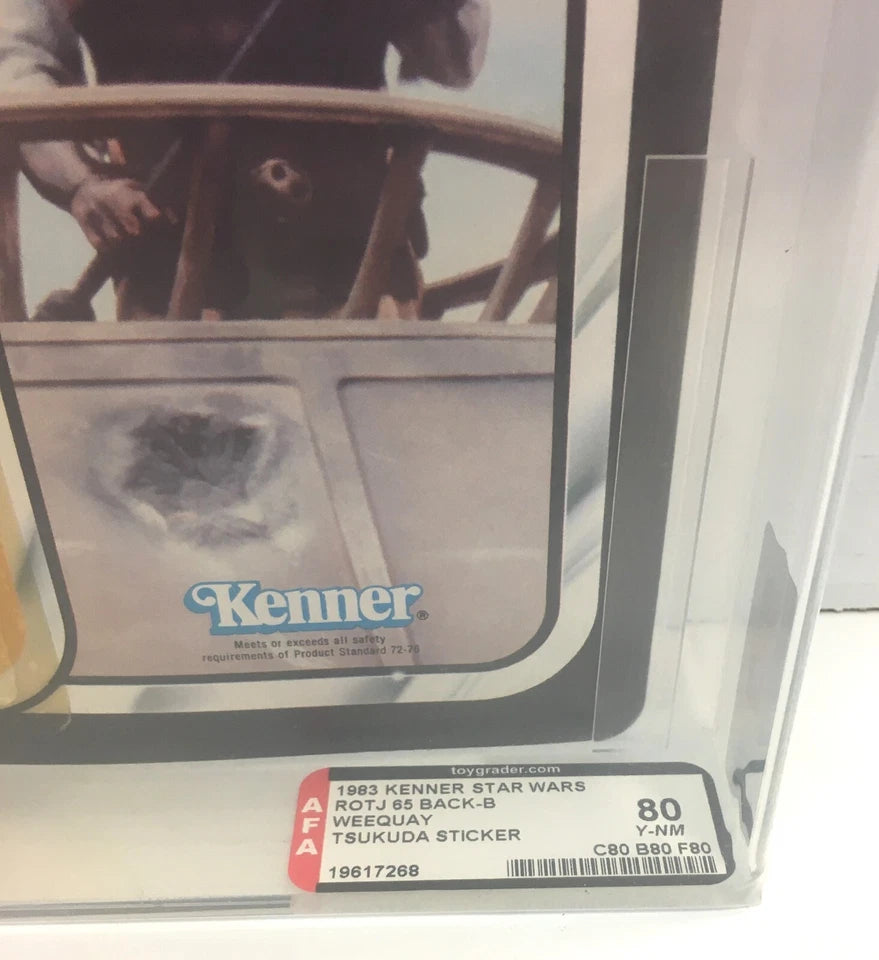 Kenner®
Meets or exceeds all safety
requirements of Product Standard 72-76
toygrader.com
AFA
1983 KENNER STAR WARS
ROTJ 65 BACK-B
WEEQUAY
TSUKUDA STICKER
19617268
80
Y-NM
C80 B80 F80